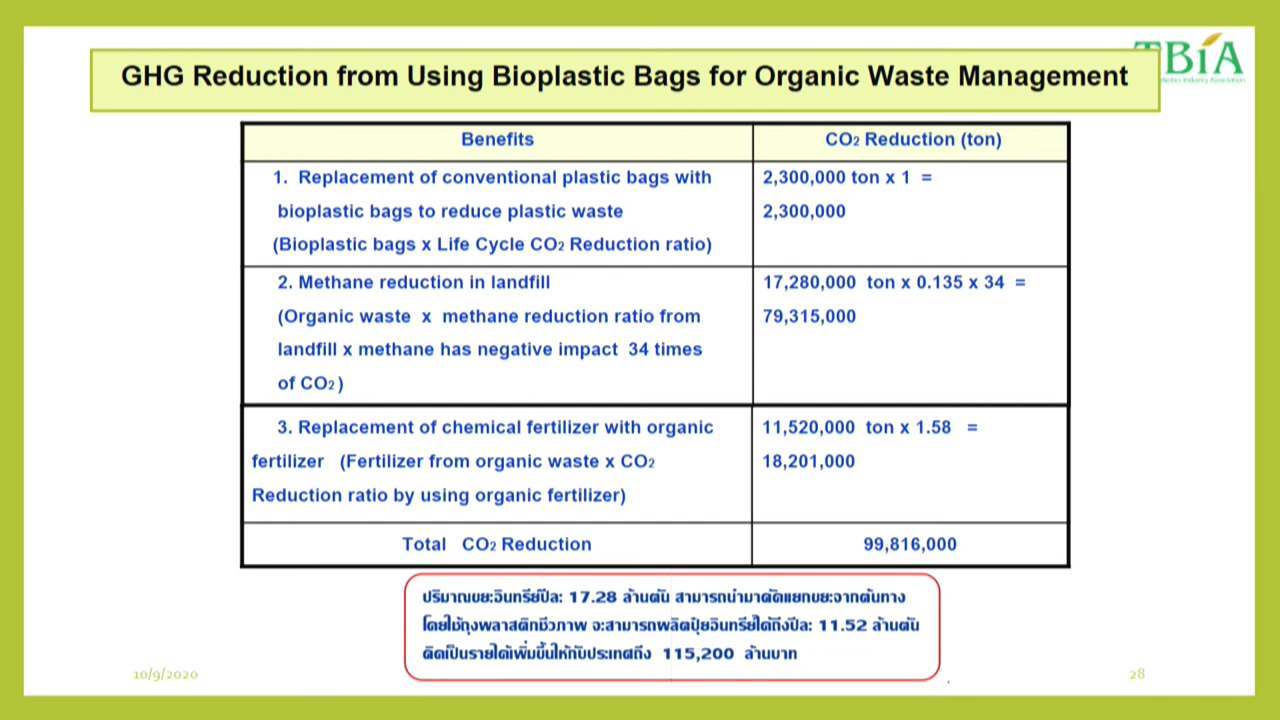 TBiA
GHG Reduction from Using Bioplastic Bags for Organic Waste Management
Benefits
CO2 Reduction (ton)
1. Replacement of conventional plastic bags with
bioplastic bags to reduce plastic waste
(Bioplastic bags x Life Cycle CO2 Reduction ratio)
2,300,000 ton x 1 =
2,300,000
2. Methane reduction in landfill
(Organic waste x methane reduction ratio from
landfill x methane has negative impact 34 times
of CO2)
17,280,000 ton x 0.135 x 34 =
79,315,000
3. Replacement of chemical fertilizer with organic
fertilizer (Fertilizer from organic waste x CO2
Reduction ratio by using organic fertilizer)
11,520,000 ton x 1.58 =
18,201,000
Total CO2 Reduction
99,816,000
ปริมาณขยะอินทรีย์ปีละ 17.28 ล้านตัน สามารถนำมาคัดแยกขยะจากต้นทาง
โดยใช้ถุงพลาสติกชีวภาพ จะสามารถผลิตปุ๋ยอินทรีย์ได้ถึงปีละ 11.52 ล้านตัน
คิดเป็นรายได้เพิ่มขึ้นให้กับประเทศถึง 115,200 ล้านบาท
10/9/2020
28